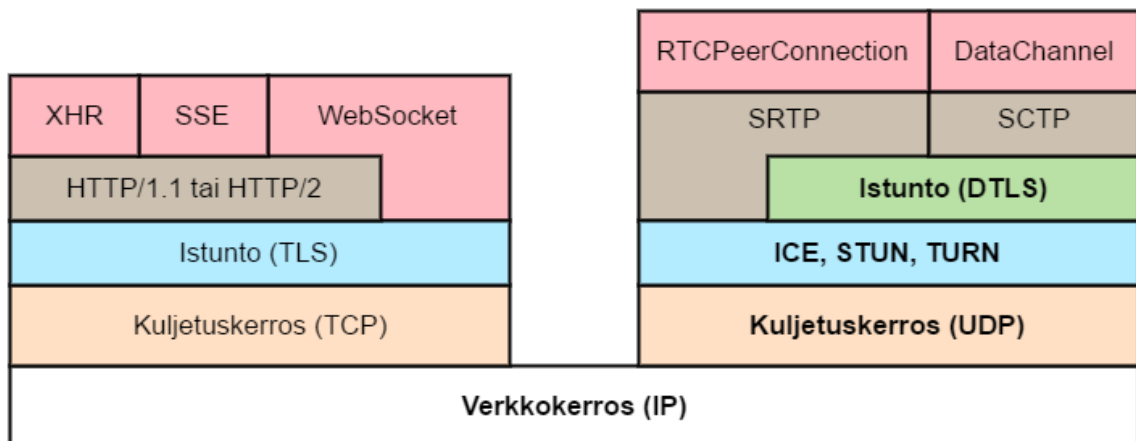 RTCPeerConnection
DataChannel
XHR
SSE
WebSocket
SRTP
SCTP
HTTP/1.1 tai HTTP/2
Istunto (DTLS)
Istunto (TLS)
ICE, STUN, TURN
Kuljetuskerros (TCP)
Kuljetuskerros (UDP)
Verkkokerros (IP)